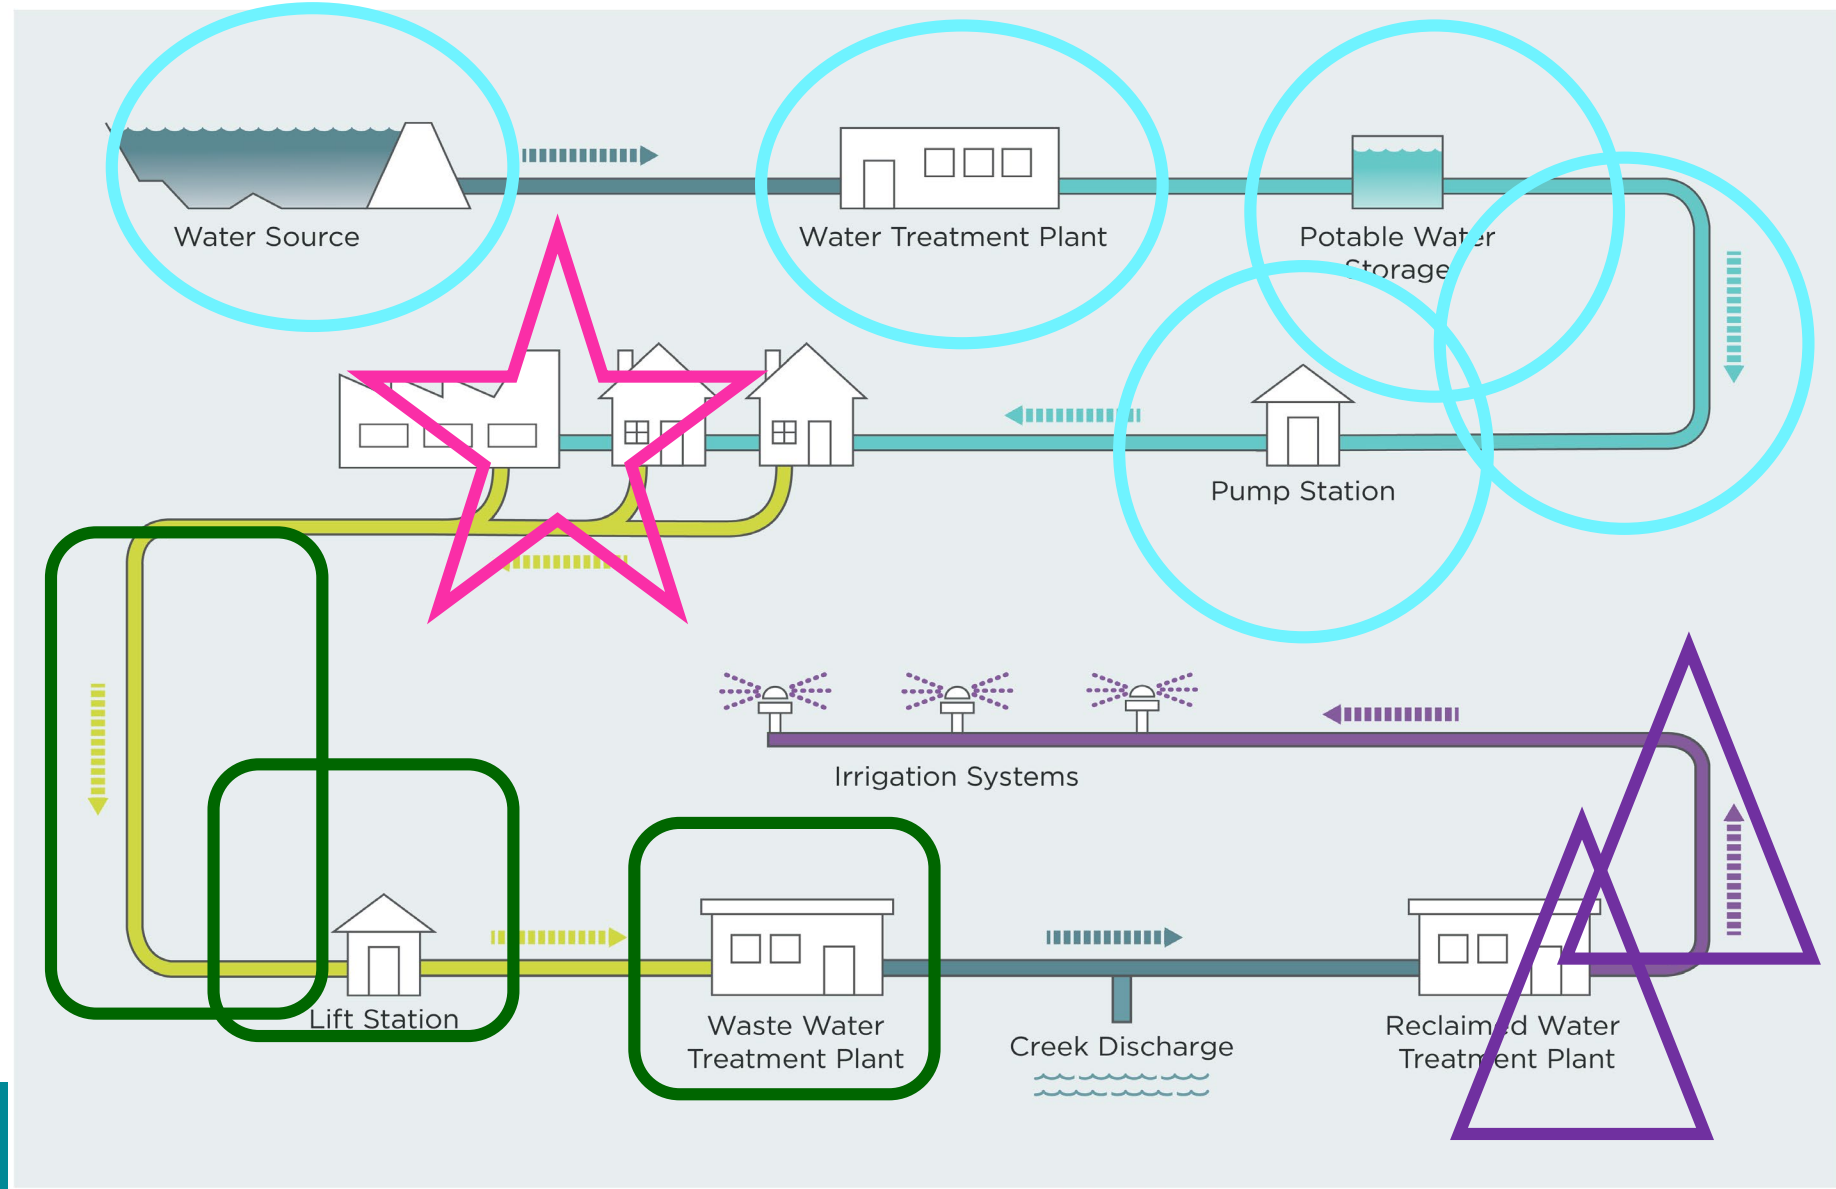 Water Source
Water Treatment Plant
Potable Water
Storage
Pump Station
Irrigation Systems
Lift Station
Waste Water
Treatment Plant
Creek Discharge
Reclaimed Water
Treatment Plant